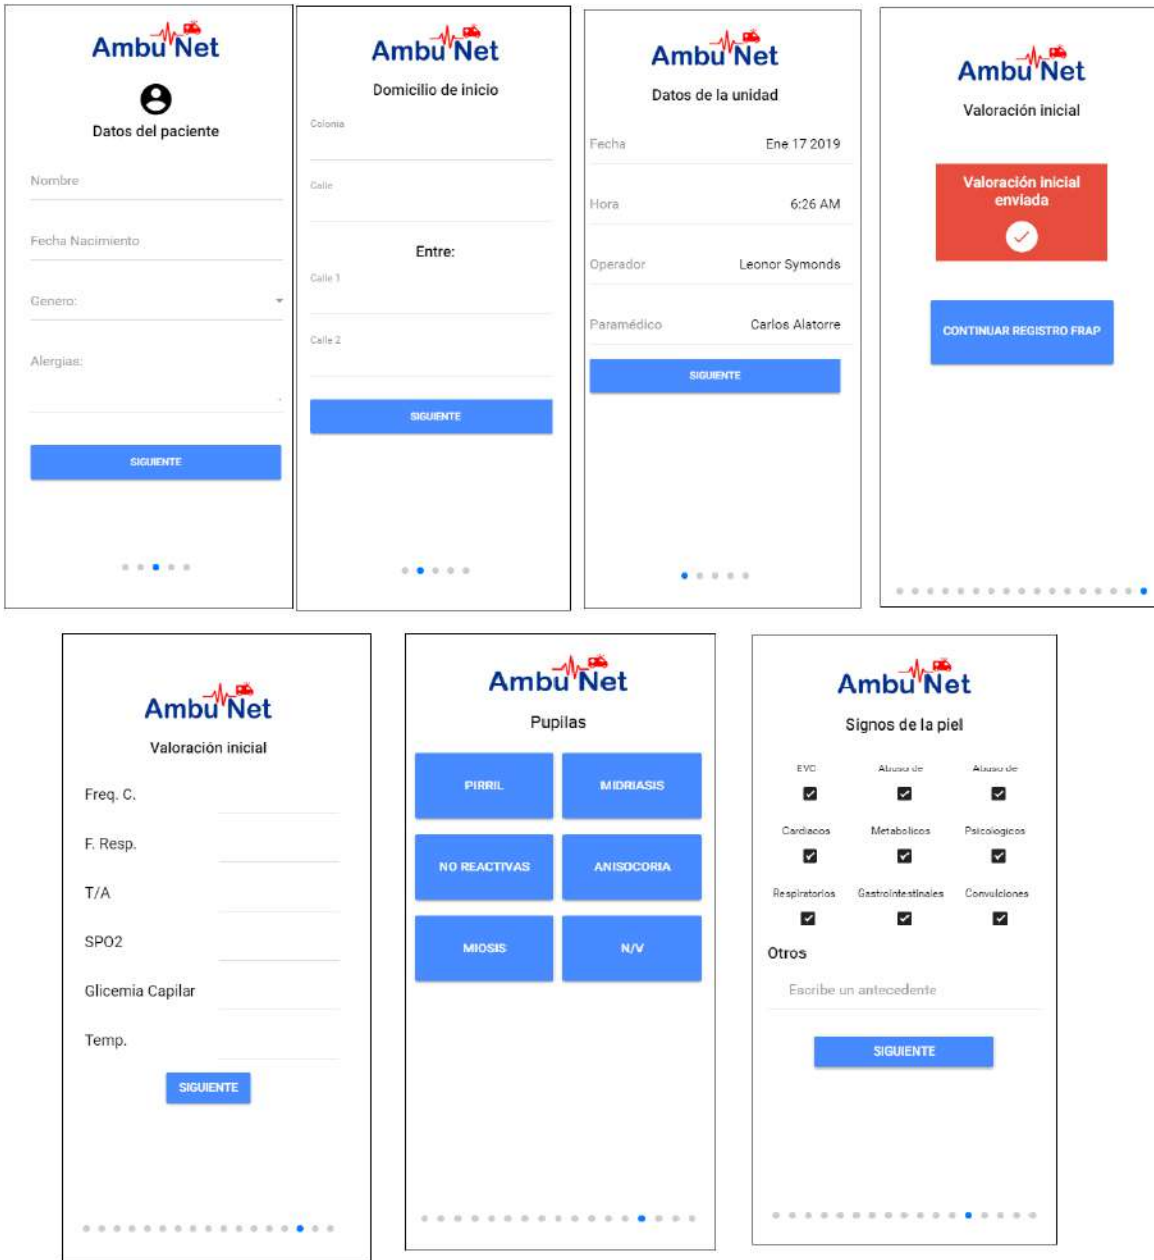 AmbuNet
Datos del paciente
Nombre
Fecha Nacimiento
Genero:
Alergias:
SIGUIENTE
AmbuNet
Domicilio de inicio
Colonia
Calle
Entre:
Calle 1
Calle 2
SIGUIENTE
AmbuNet
Datos de la unidad
Fecha Ene 17 2019
Hora 6:26 AM
Operador Leonor Symonds
Paramédico Carlos Alatorre
SIGUIENTE
AmbuNet
Valoración inicial
Valoración inicial
enviada
CONTINUAR REGISTRO FRAP
AmbuNet
Valoración inicial
Freq. C.
F. Resp.
T/A
SPO2
Glicemia Capilar
Temp.
SIGUIENTE
AmbuNet
Pupilas
PIRRIL MIDRIASIS
NO REACTIVAS ANISOCORIA
MIOSIS N/V
AmbuNet
Signos de la piel
EVC Abuso de Abuso de
Cardiacos Metabolicos Psicologicos
Respiratorios Gastrointestinales Convulciones
Otros
Escribe un antecedente
SIGUIENTE